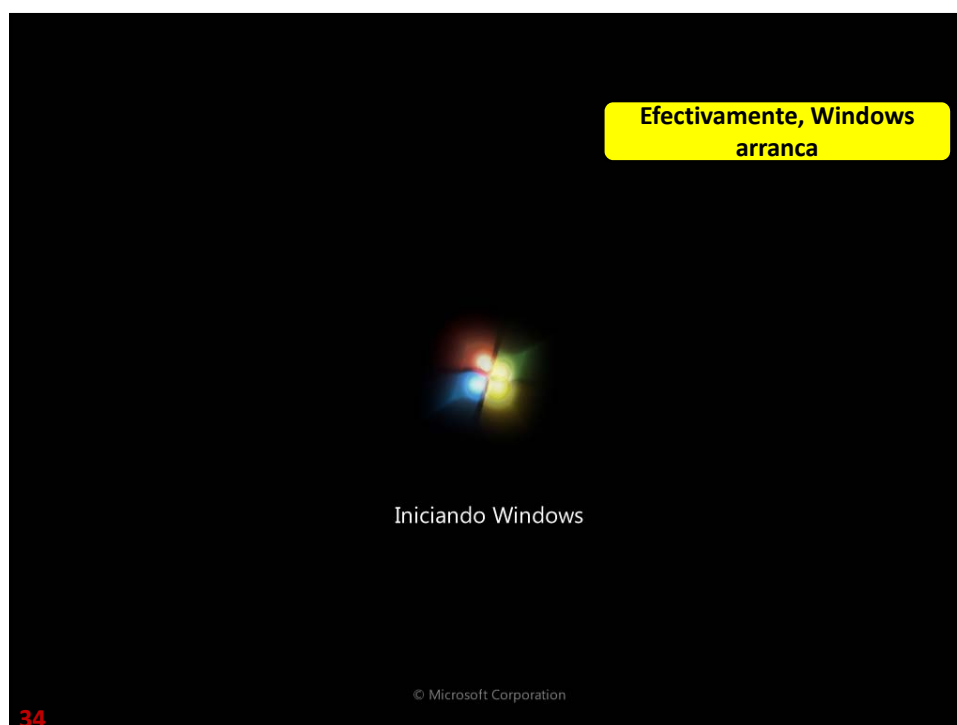 Efectivamente, Windows
arranca
Iniciando Windows
© Microsoft Corporation
34